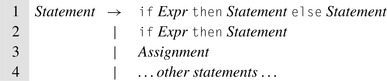 1 Statement → if Expr then Statement else Statement
2 | if Expr then Statement
3 | Assignment
4 | ...other statements...